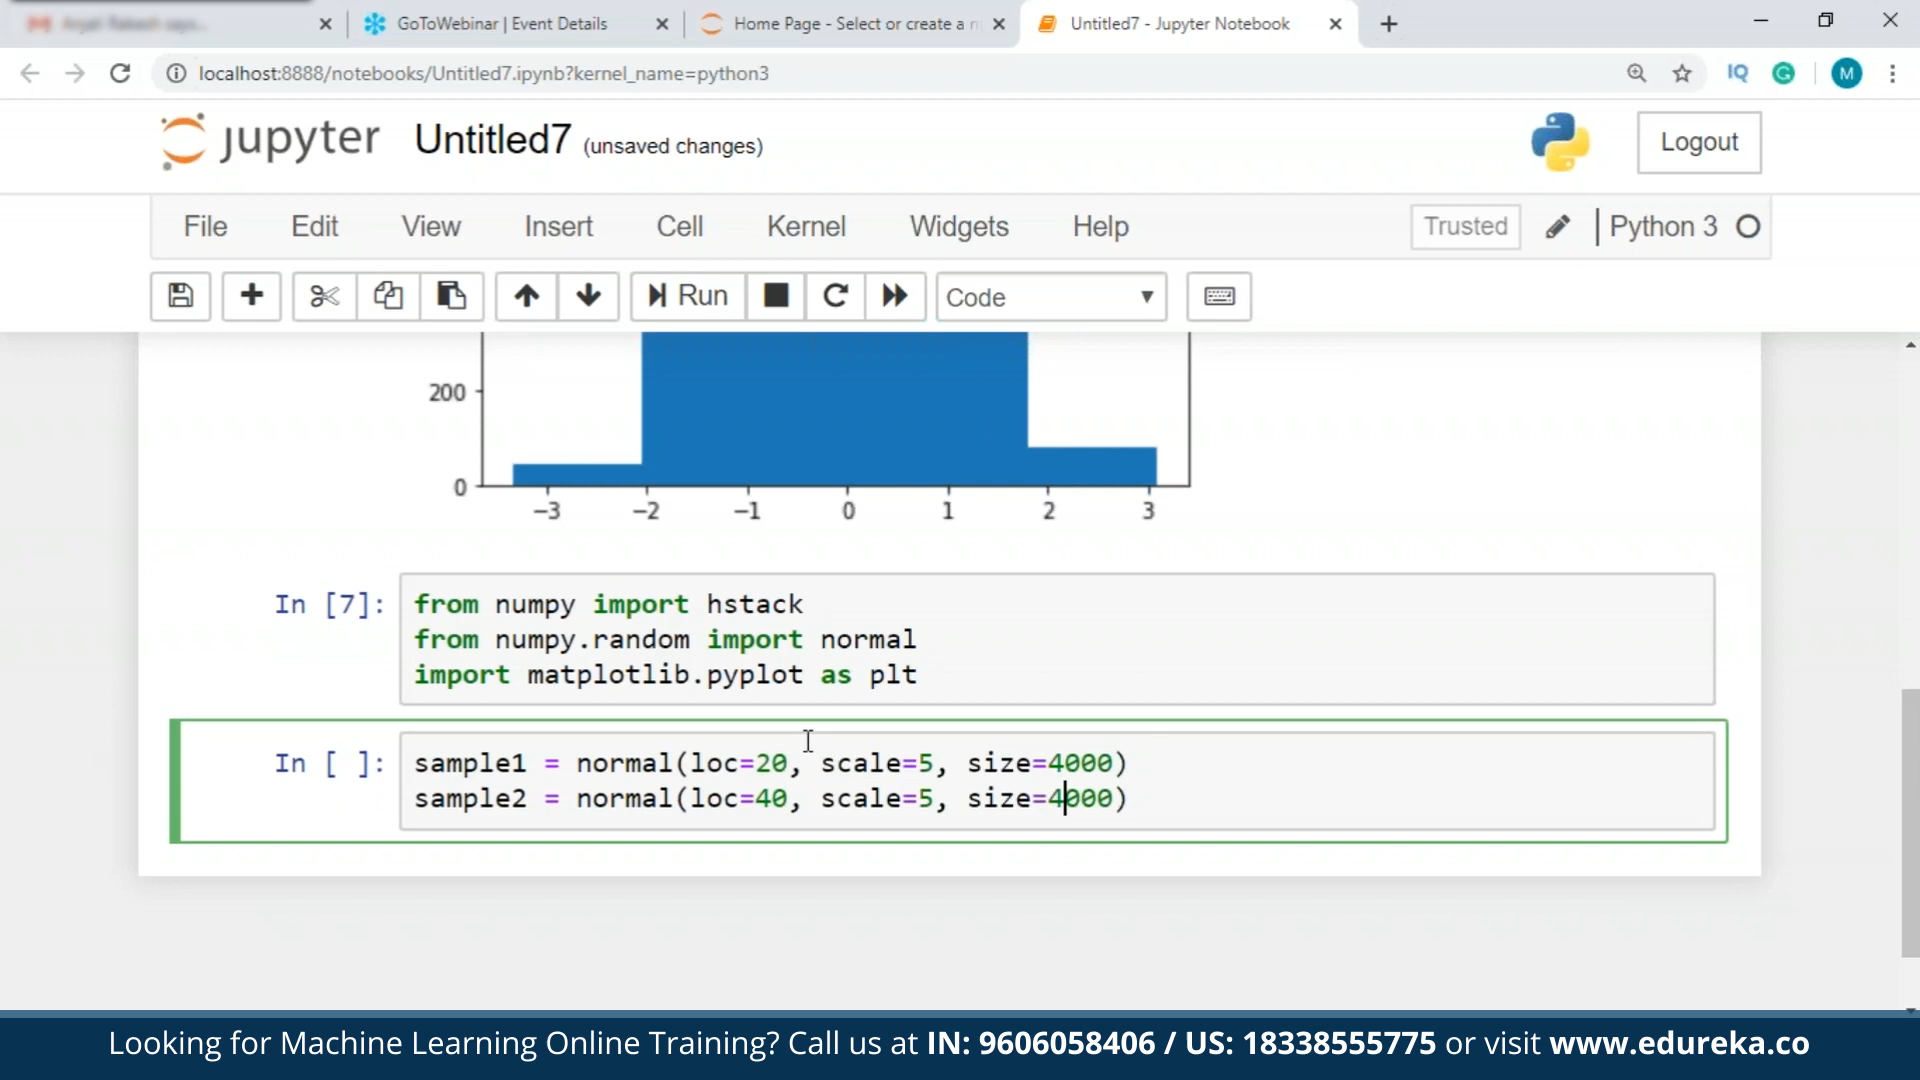 GoToWebinar | Event Details
Home Page - Select or create a n
Untitled7 - Jupyter Notebook
localhost:8888/notebooks/Untitled7.ipynb?kernel_name=python3
IQ
G
M
jupyter
Untitled7 (unsaved changes)
Logout
File Edit View Insert Cell Kernel Widgets Help
Trusted
Python 3
Run
Code
200
0
−3 −2 −1 0 1 2 3
In [7]:
from numpy import hstack
from numpy.random import normal
import matplotlib.pyplot as plt
In [ ]:
sample1 = normal(loc=20, scale=5, size=4000)
sample2 = normal(loc=40, scale=5, size=4000)
Looking for Machine Learning Online Training? Call us at IN: 9606058406 / US: 18338555775 or visit www.edureka.co